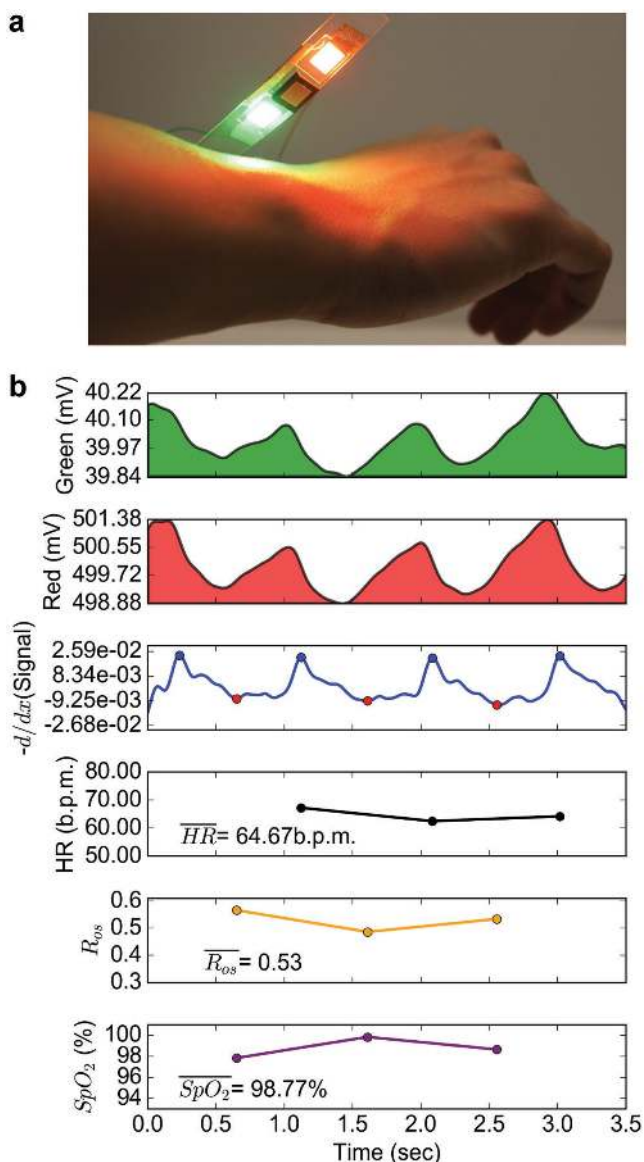 a
b
Green (mV)
40.22
40.10
39.97
39.84
Red (mV)
501.38
500.55
499.72
498.88
-d/dx(Signal)
2.59e-02
8.34e-03
-9.25e-03
-2.68e-02
HR (b.p.m.)
80.00
70.00
60.00
50.00
HR= 64.67b.p.m.
Ros
0.6
0.5
0.4
0.3
Ros= 0.53
SpO2 (%)
100
98
96
94
SpO2= 98.77%
0.0 0.5 1.0 1.5 2.0 2.5 3.0 3.5
Time (sec)